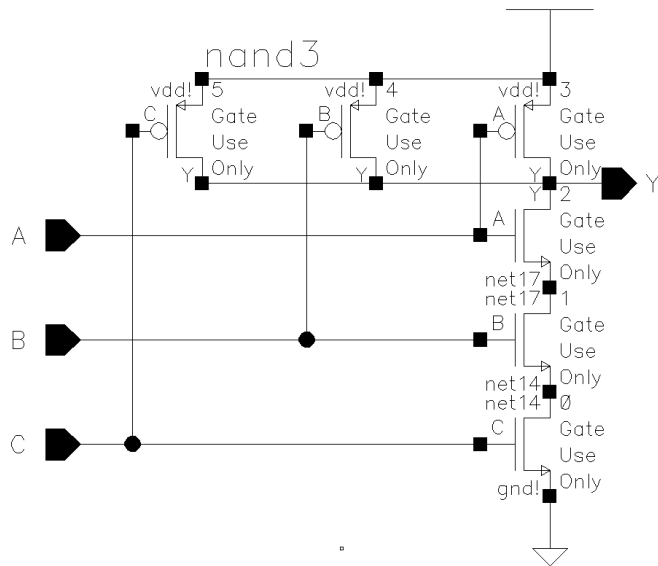 nand3
vdd! 5 vdd! 4 vdd! 3
C Gate B Gate A Gate
Use Use Use
Y Only Y Only Y Only
Y
Y 2
A Gate
A Use
Only
net17
net17 1
B Gate
B Use
Only
net14
net14 0
C Gate
C Use
Only
gnd!